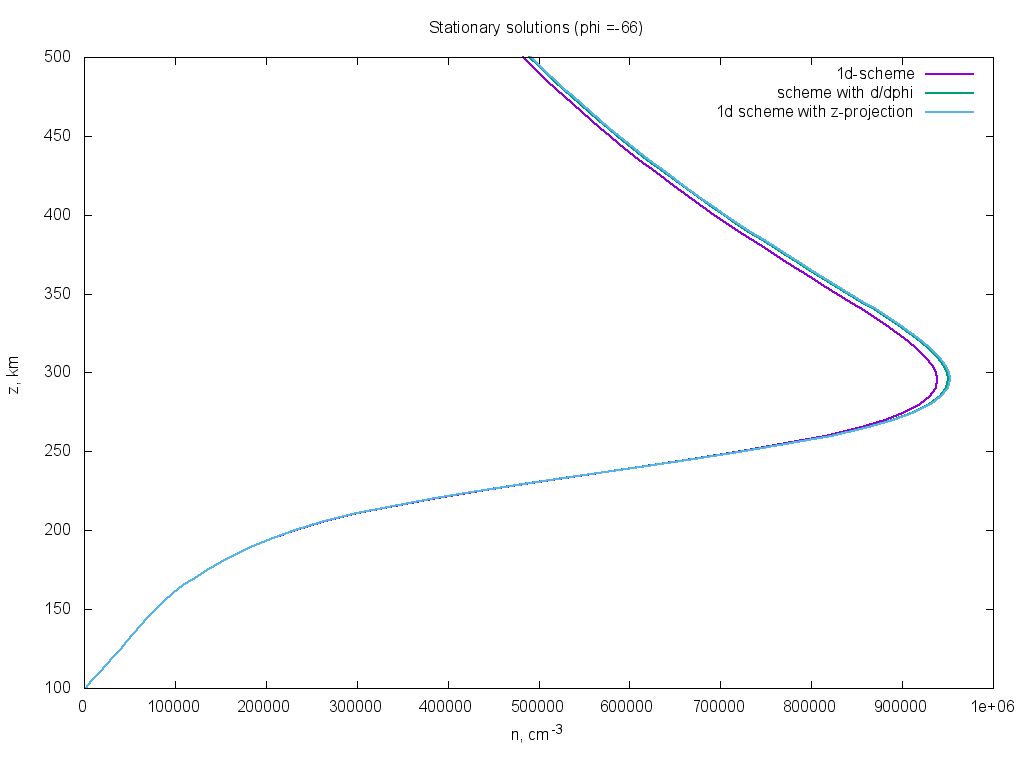 Stationary solutions (phi =-66)
1d-scheme
scheme with d/dphi
1d scheme with z-projection
500
450
400
350
300
250
200
150
100
z, km
0 100000 200000 300000 400000 500000 600000 700000 800000 900000 1e+06
n, cm-3